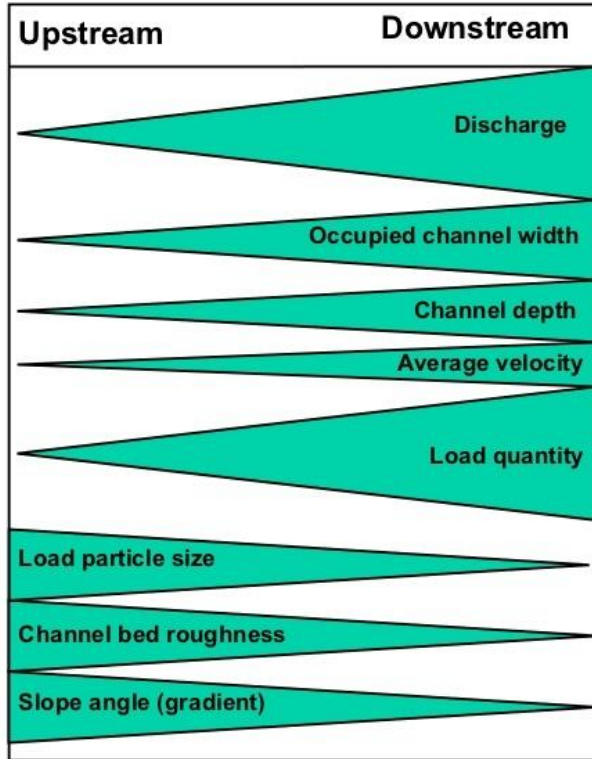 Upstream
Downstream
Discharge
Occupied channel width
Channel depth
Average velocity
Load quantity
Load particle size
Channel bed roughness
Slope angle (gradient)